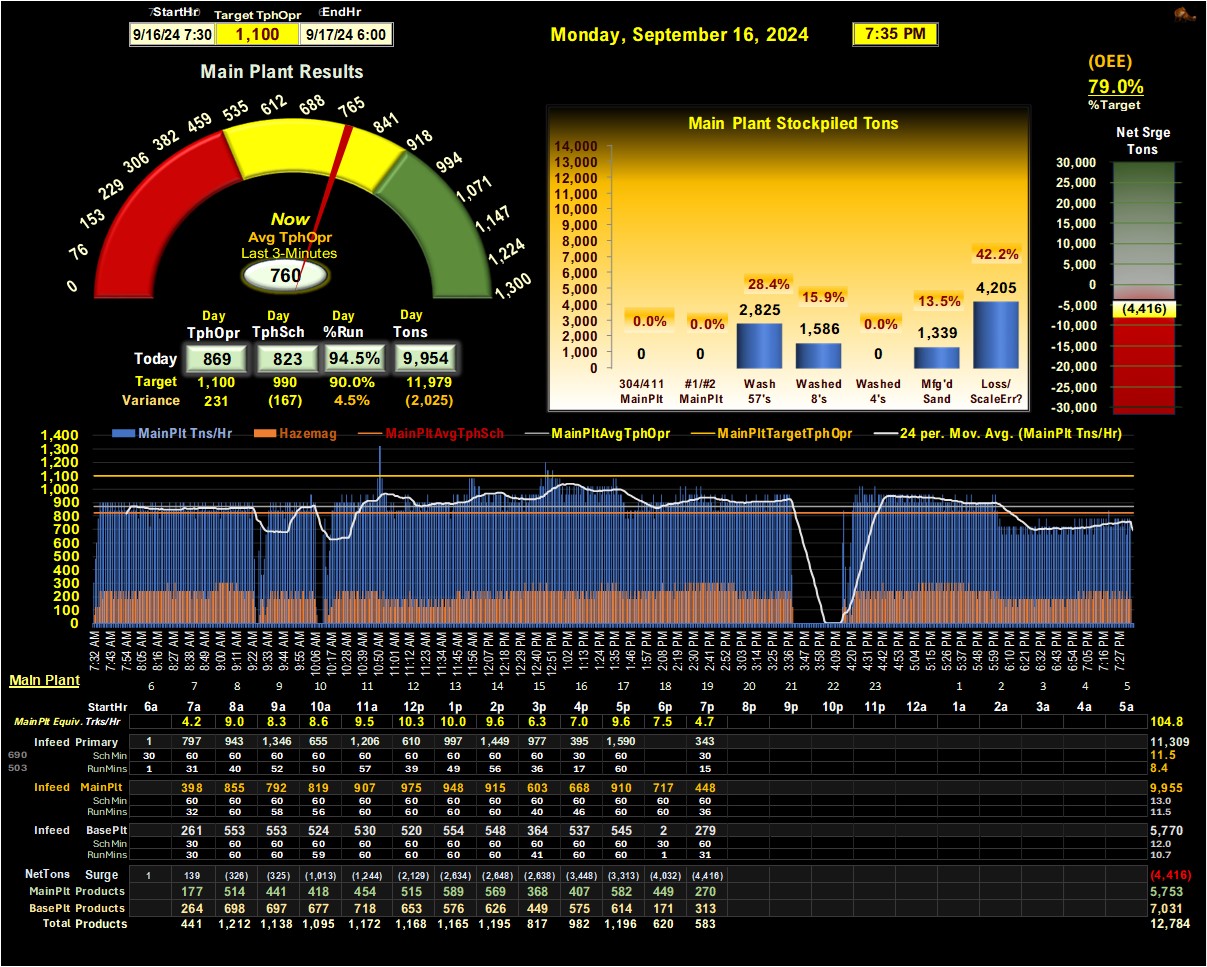 StartHr Target TphOpr EndHr
9/16/24 7:30 1,100 9/17/24 6:00
Monday, September 16, 2024 7:35 PM
(OEE)
79.0%
%Target
Main Plant Results
0 76 153 229 306 382 459 535 612 688 765 841 918 994 1,071 1,147 1,224 1,300
Now
Avg TphOpr
Last 3-Minutes
760
Day Day Day Day
TphOpr TphSch %Run Tons
Today 869 823 94.5% 9,954
Target 1,100 990 90.0% 11,979
Variance 231 (167) 4.5% (2,025)
Main Plant Stockpiled Tons
14,000
13,000
12,000
11,000
10,000
9,000
8,000
7,000
6,000
5,000
4,000
3,000
2,000
1,000
0
0.0% 0.0% 28.4% 15.9% 0.0% 13.5% 42.2%
0 0 2,825 1,586 0 1,339 4,205
304/411 #1/#2 Wash Washed Washed Mfg'd Loss/
MainPlt MainPlt 57's 8's 4's Sand ScaleErr?
Net Srge
Tons
30,000
25,000
20,000
15,000
10,000
5,000
0
-5,000
-10,000
-15,000
-20,000
-25,000
-30,000
(4,416)
MainPlt Tns/Hr Hazemag MainPltAvgTphSch MainPltAvgTphOpr MainPltTargetTphOpr 24 per. Mov. Avg. (MainPlt Tns/Hr)
1,400
1,300
1,200
1,100
1,000
900
800
700
600
500
400
300
200
100
0
7:32 AM 7:43 AM 7:54 AM 8:05 AM 8:16 AM 8:27 AM 8:38 AM 8:49 AM 9:00 AM 9:11 AM 9:22 AM 9:33 AM 9:44 AM 9:55 AM 10:06 AM 10:17 AM 10:28 AM 10:39 AM 10:50 AM 11:01 AM 11:12 AM 11:23 AM 11:34 AM 11:45 AM 11:56 AM 12:07 PM 12:18 PM 12:29 PM 12:40 PM 12:51 PM 1:02 PM 1:13 PM 1:24 PM 1:35 PM 1:46 PM 1:57 PM 2:08 PM 2:19 PM 2:30 PM 2:41 PM 2:52 PM 3:03 PM 3:14 PM 3:25 PM 3:36 PM 3:47 PM 3:58 PM 4:09 PM 4:20 PM 4:31 PM 4:42 PM 4:53 PM 5:04 PM 5:15 PM 5:26 PM 5:37 PM 5:48 PM 5:59 PM 6:10 PM 6:21 PM 6:32 PM 6:43 PM 6:54 PM 7:05 PM 7:16 PM 7:27 PM
Main Plant 6 7 8 9 10 11 12 13 14 15 16 17 18 19 20 21 22 23 1 2 3 4 5
StartHr 6a 7a 8a 9a 10a 11a 12p 1p 2p 3p 4p 5p 6p 7p 8p 9p 10p 11p 12a 1a 2a 3a 4a 5a
MainPlt Equiv. Trks/Hr 4.2 9.0 8.3 8.6 9.5 10.3 10.0 9.6 6.3 7.0 9.6 7.5 4.7 104.8
Infeed Primary 1 797 943 1,346 655 1,206 610 997 1,449 977 395 1,590 343 11,309
690 Sch Min 30 60 60 60 60 60 60 60 60 60 30 60 30 11.5
503 RunMins 1 31 40 52 50 57 39 49 56 36 17 60 15 8.4
Infeed MainPlt 398 855 792 819 907 975 948 915 603 668 910 717 448 9,955
Sch Min 60 60 60 60 60 60 60 60 60 60 60 60 60 13.0
RunMins 32 60 58 56 60 60 60 60 40 46 60 60 36 11.5
Infeed BasePlt 261 553 553 524 530 520 554 548 364 537 545 2 279 5,770
Sch Min 30 60 60 60 60 60 60 60 60 60 60 30 60 12.0
RunMins 30 60 60 59 60 60 60 60 41 60 60 1 31 10.7
NetTons Surge 1 139 (326) (325) (1,013) (1,244) (2,129) (2,634) (2,648) (2,638) (3,448) (3,313) (4,032) (4,416) (4,416)
MainPlt Products 177 514 441 418 454 515 589 569 368 407 582 449 270 5,753
BasePlt Products 264 698 697 677 718 653 576 626 449 575 614 171 313 7,031
Total Products 441 1,212 1,138 1,095 1,172 1,168 1,165 1,195 817 982 1,196 620 583 12,784